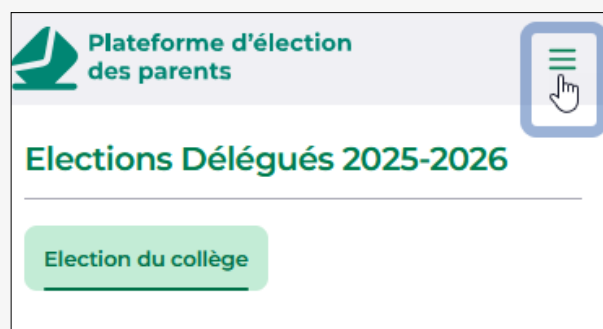 Plateforme d'élection
des parents
Elections Délégués 2025-2026
Election du collège